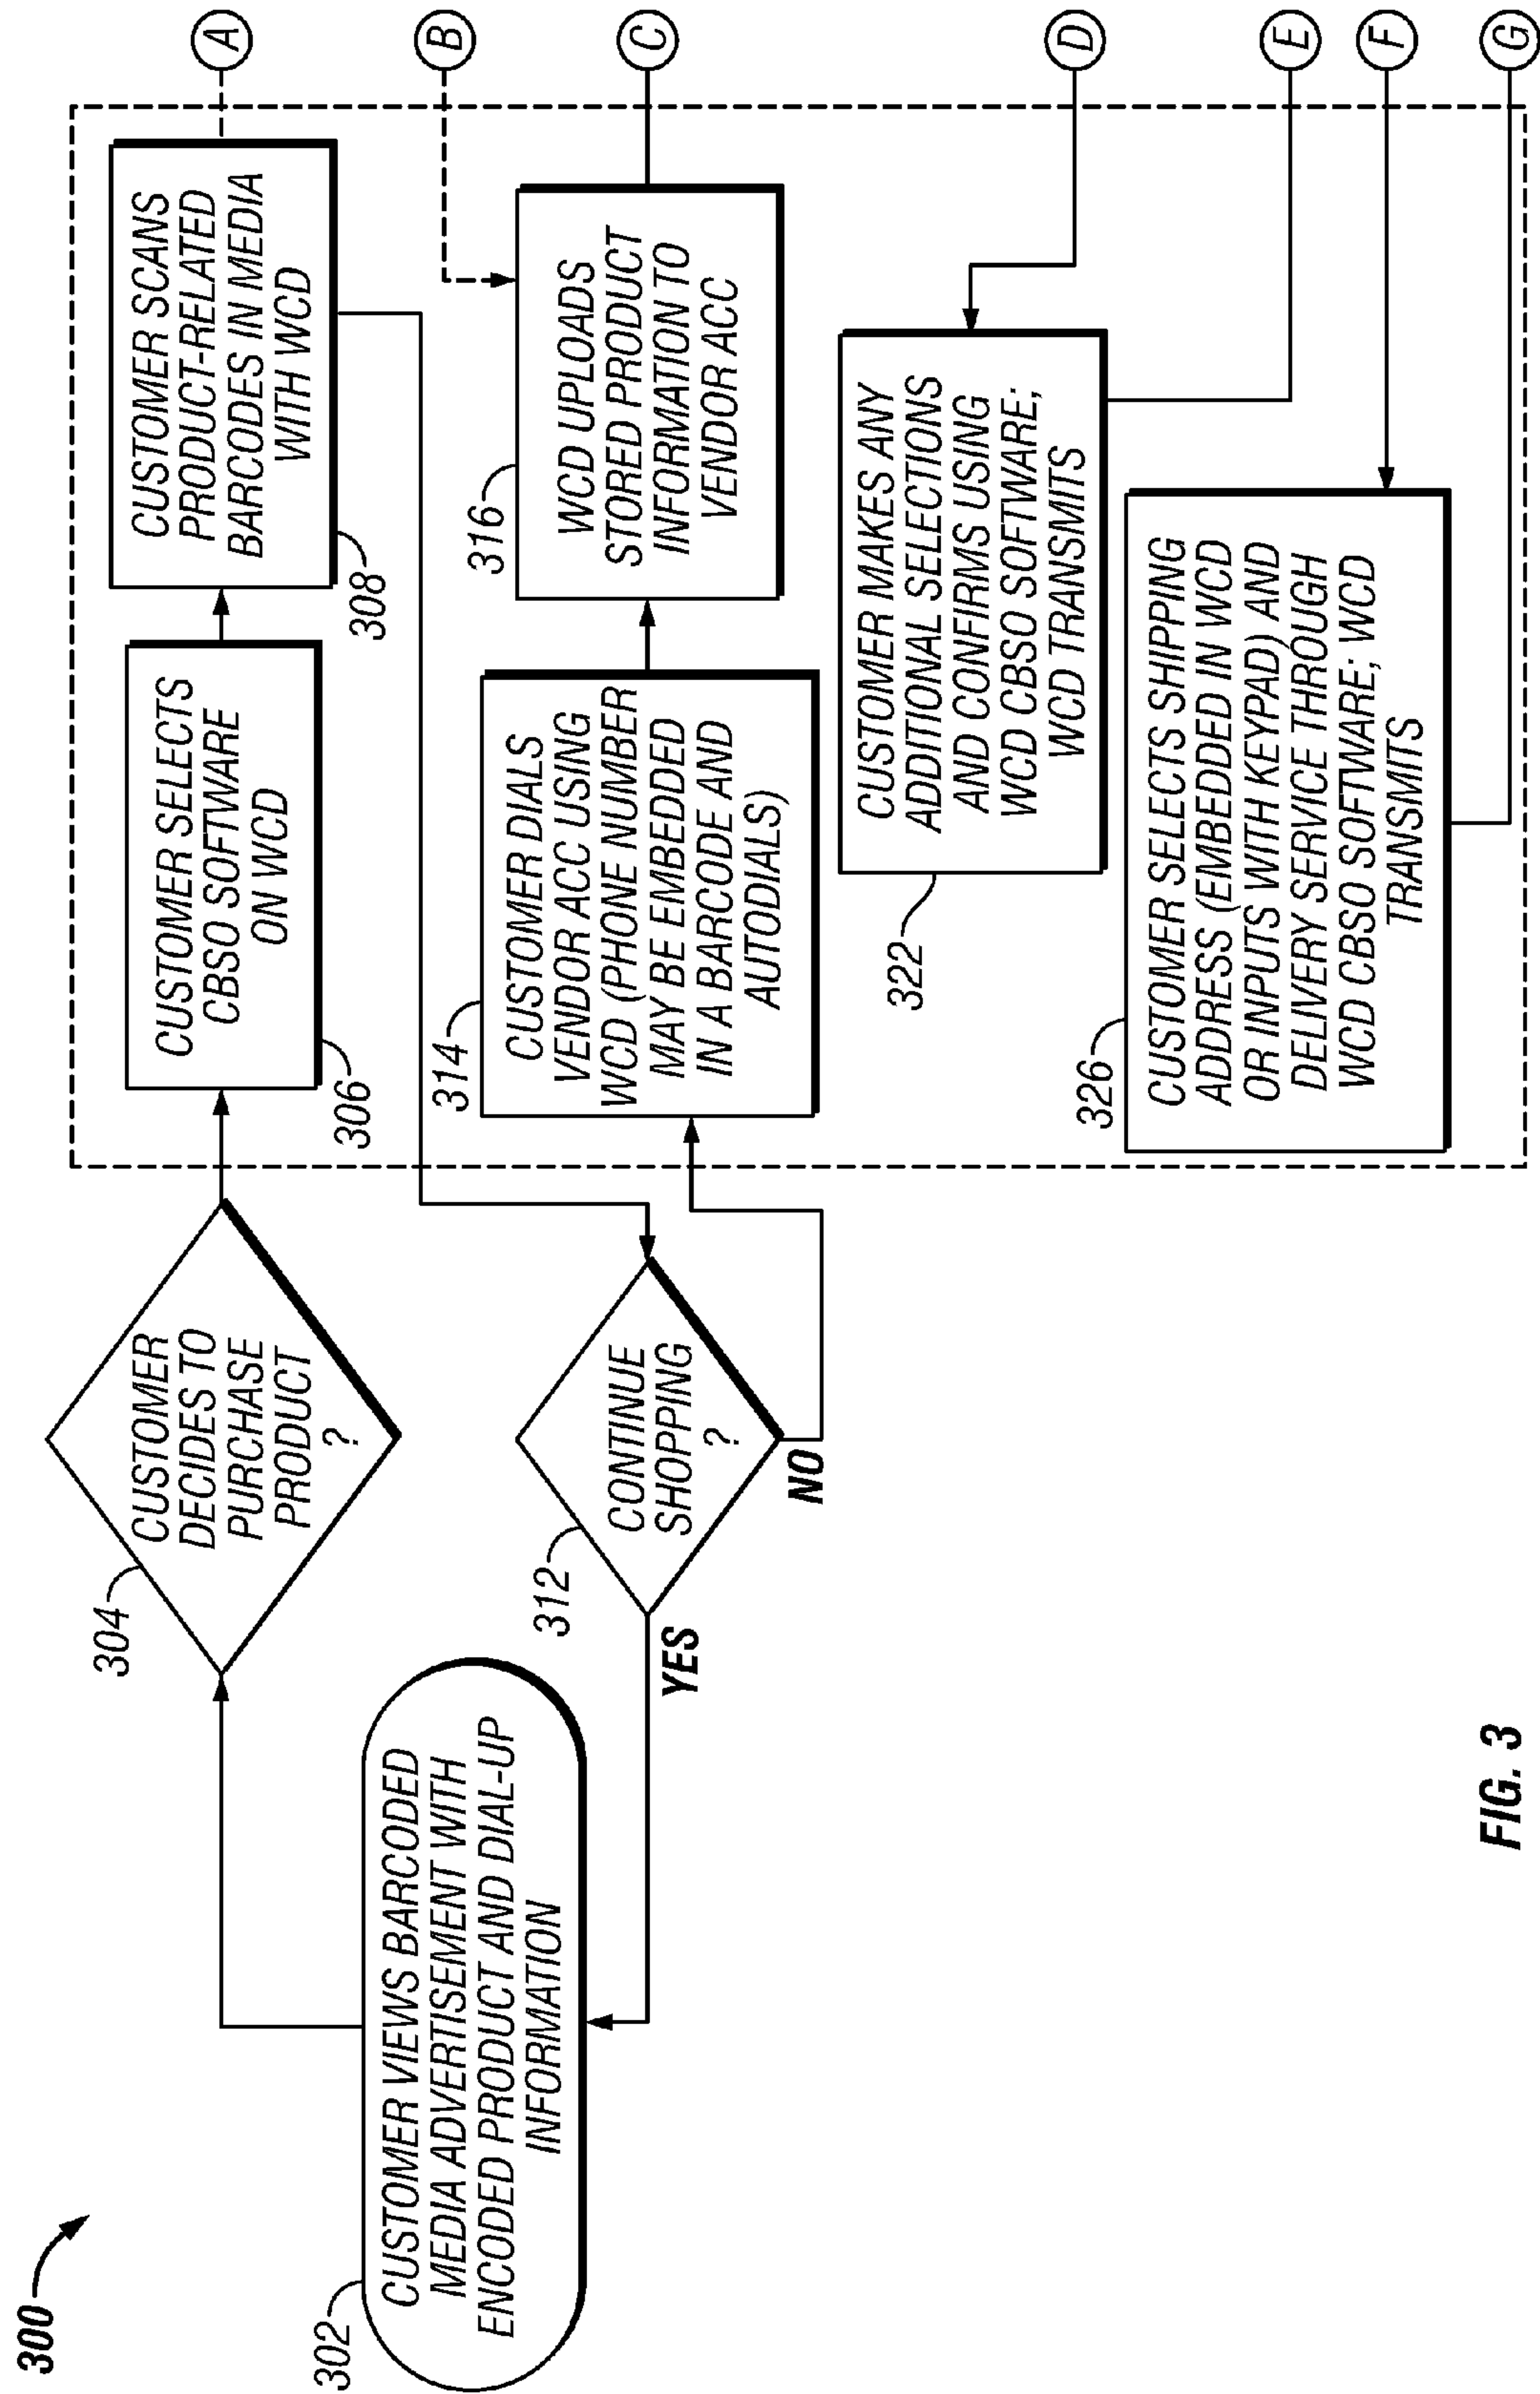 300
302
CUSTOMER VIEWS BARCODED
MEDIA ADVERTISEMENT WITH
ENCODED PRODUCT AND DIAL-UP
INFORMATION
304
CUSTOMER
DECIDES TO
PURCHASE
PRODUCT
?
306
CUSTOMER SELECTS
CBSO SOFTWARE
ON WCD
308
CUSTOMER SCANS
PRODUCT-RELATED
BARCODES IN MEDIA
WITH WCD
A
B
312
CONTINUE
SHOPPING
?
YES
NO
314
CUSTOMER DIALS
VENDOR ACC USING
WCD (PHONE NUMBER
MAY BE EMBEDDED
IN A BARCODE AND
AUTODIALS)
316
WCD UPLOADS
STORED PRODUCT
INFORMATION TO
VENDOR ACC
C
322
CUSTOMER MAKES ANY
ADDITIONAL SELECTIONS
AND CONFIRMS USING
WCD CBSO SOFTWARE;
WCD TRANSMITS
D
E
326
CUSTOMER SELECTS SHIPPING
ADDRESS (EMBEDDED IN WCD
OR INPUTS WITH KEYPAD) AND
DELIVERY SERVICE THROUGH
WCD CBSO SOFTWARE; WCD
TRANSMITS
F
G
FIG. 3